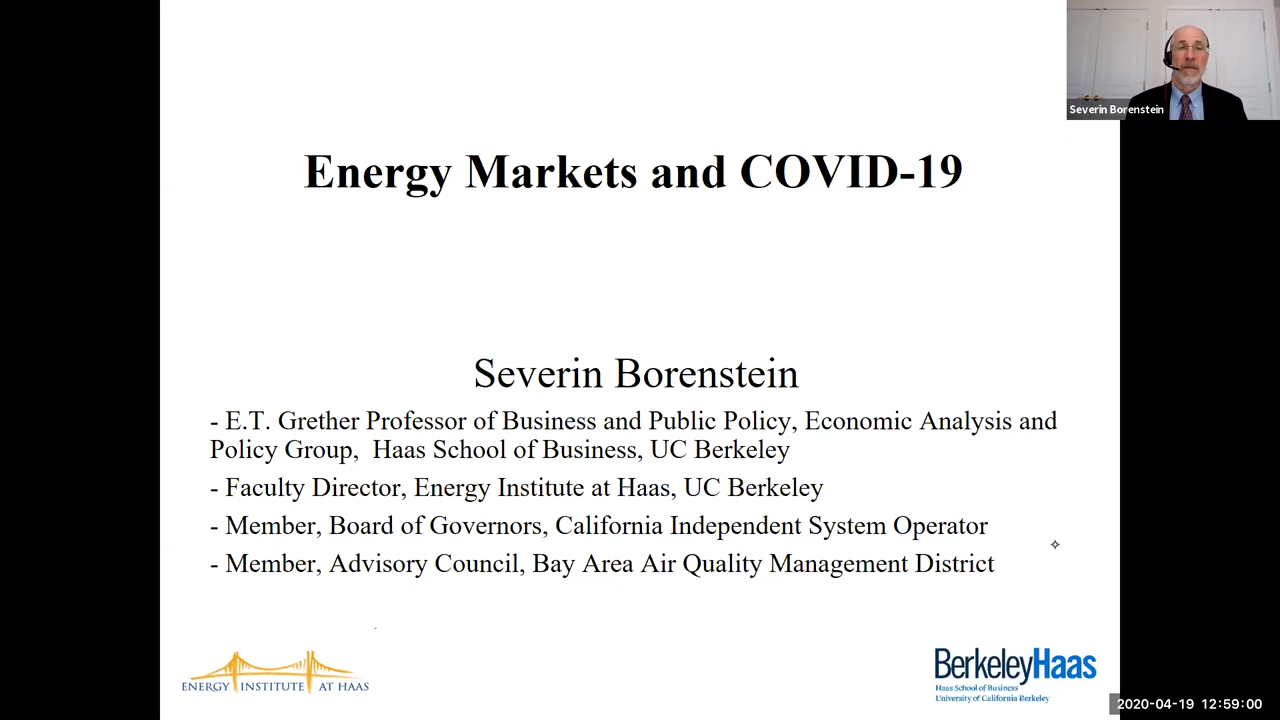 Severin Borenstein
Energy Markets and COVID-19
Severin Borenstein
- E.T. Grether Professor of Business and Public Policy, Economic Analysis and
Policy Group,  Haas School of Business, UC Berkeley
- Faculty Director, Energy Institute at Haas, UC Berkeley
- Member, Board of Governors, California Independent System Operator
- Member, Advisory Council, Bay Area Air Quality Management District
ENERGY INSTITUTE AT HAAS
BerkeleyHaas
Haas School of Business
University of California Berkeley
2020-04-19 12:59:00